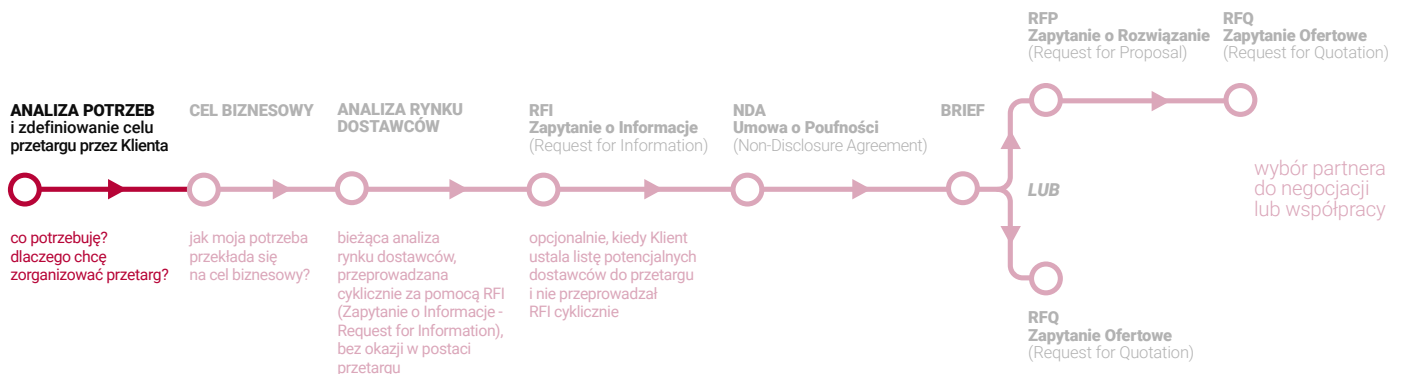 RFP
Zapytanie o Rozwiązanie
(Request for Proposal)
RFQ
Zapytanie Ofertowe
(Request for Quotation)
ANALIZA POTRZEB
i zdefiniowanie celu
przetargu przez Klienta
CEL BIZNESOWY
ANALIZA RYNKU
DOSTAWCÓW
RFI
Zapytanie o Informacje
(Request for Information)
NDA
Umowa o Poufności
(Non-Disclosure Agreement)
BRIEF
LUB
wybór partnera
do negocjacji
lub współpracy
co potrzebuję?
dlaczego chcę
zorganizować przetarg?
jak moja potrzeba
przekłada się
na cel biznesowy?
bieżąca analiza
rynku dostawców,
przeprowadzana
cyklicznie za pomocą RFI
(Zapytanie o Informacje -
Request for Information),
bez okazji w postaci
przetargu
opcjonalnie, kiedy Klient
ustala listę potencjalnych
dostawców do przetargu
i nie przeprowadzał
RFI cyklicznie
RFQ
Zapytanie Ofertowe
(Request for Quotation)